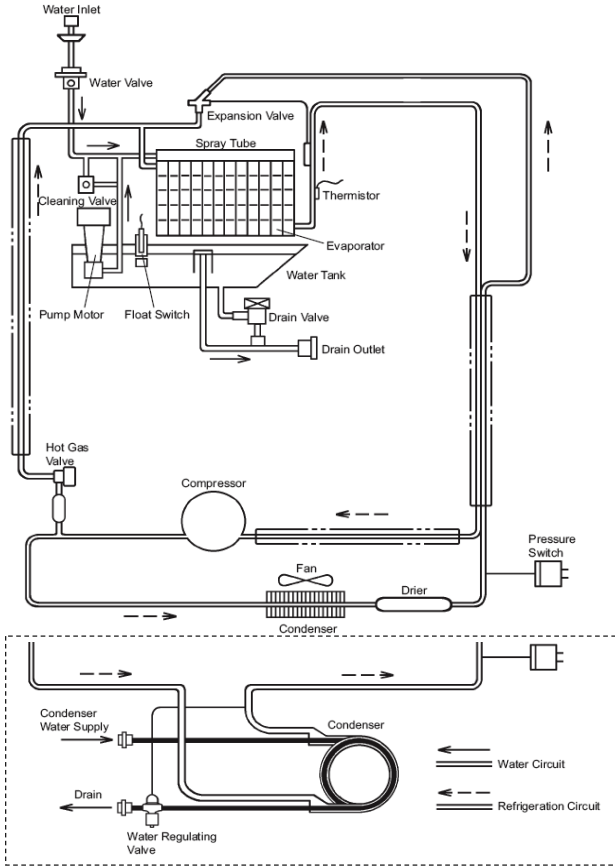 Water Inlet
Water Valve
Expansion Valve
Spray Tube
Cleaning Valve
Thermistor
Evaporator
Water Tank
Pump Motor
Float Switch
Drain Valve
Drain Outlet
Hot Gas
Valve
Compressor
Pressure
Switch
Fan
Drier
Condenser
Condenser
Water Supply
Condenser
Water Circuit
Drain
Refrigeration Circuit
Water Regulating
Valve